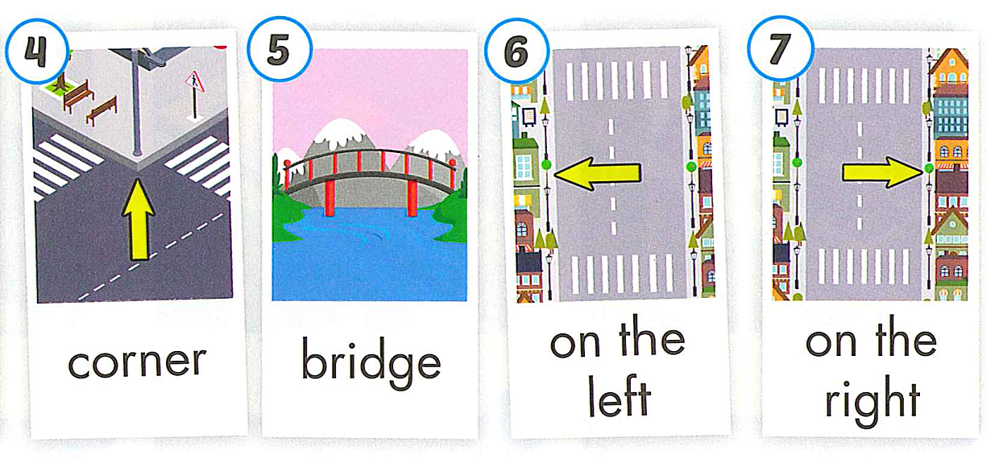 4
corner
5
bridge
6
on the
left
7
on the
right